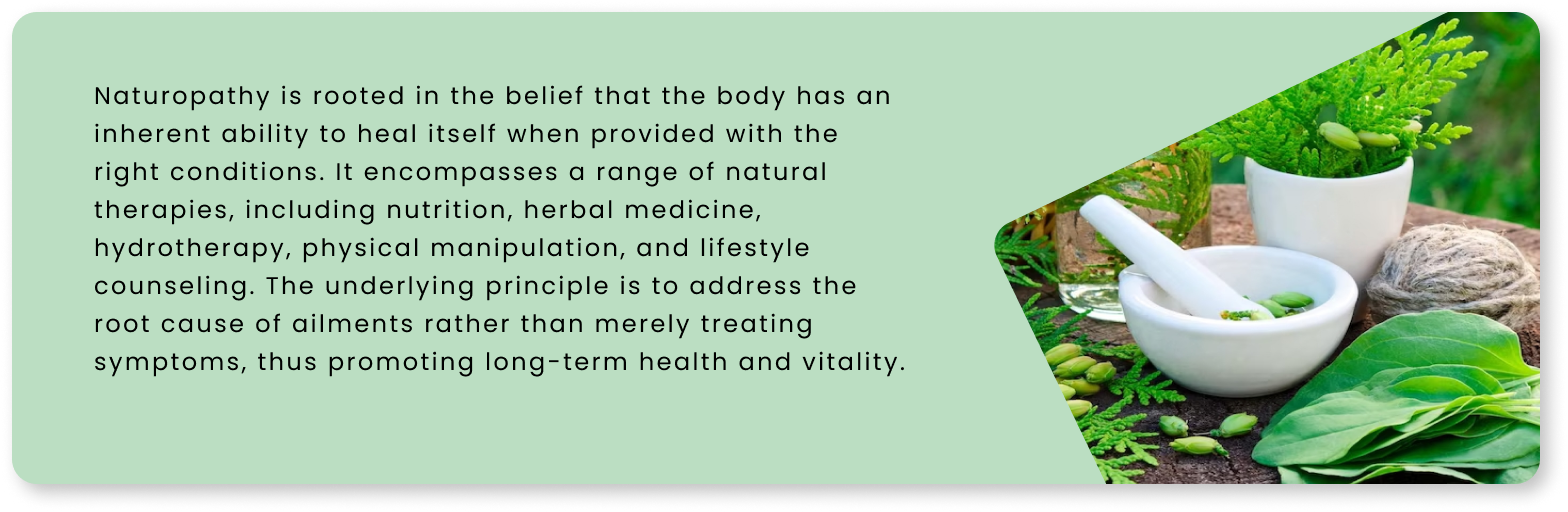 Naturopathy is rooted in the belief that the body has an
inherent ability to heal itself when provided with the
right conditions. It encompasses a range of natural
therapies, including nutrition, herbal medicine,
hydrotherapy, physical manipulation, and lifestyle
counseling. The underlying principle is to address the
root cause of ailments rather than merely treating
symptoms, thus promoting long-term health and vitality.